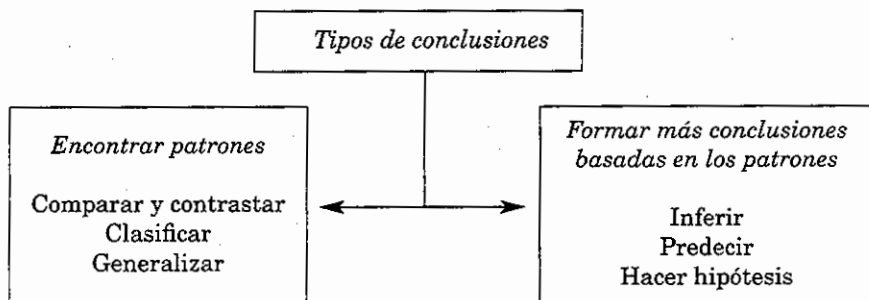 Tipos de conclusiones
Encontrar patrones
Comparar y contrastar
Clasificar
Generalizar
Formar más conclusiones
basadas en los patrones
Inferir
Predecir
Hacer hipótesis